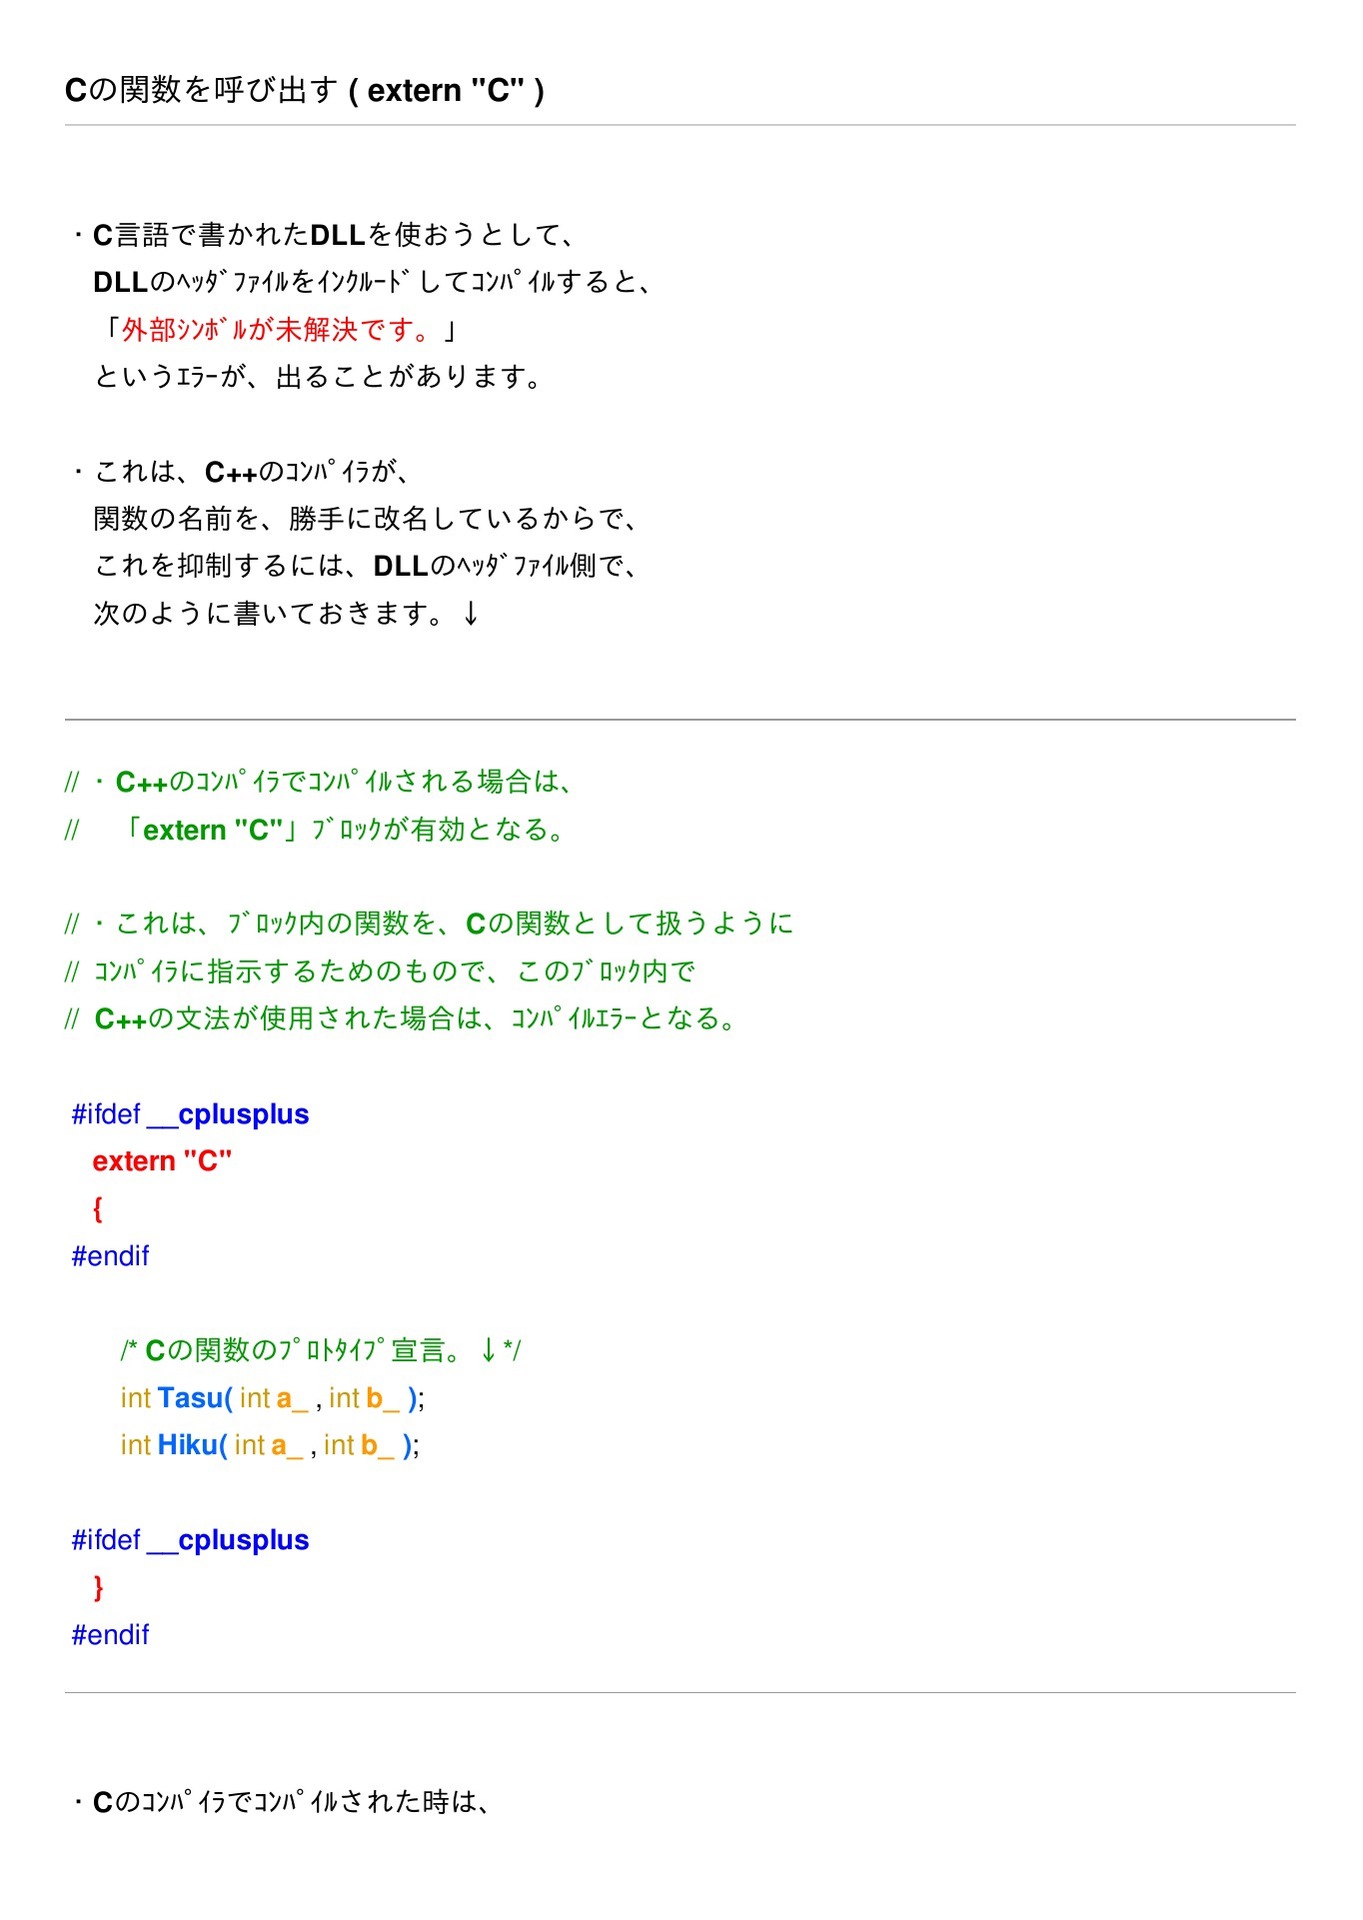 Cの関数を呼び出す ( extern "C" )
・C言語で書かれたDLLを使おうとして、
DLLのﾍｯﾀﾞﾌｧｲﾙをｲﾝｸﾙｰﾄﾞしてｺﾝﾊﾟｲﾙすると、
「外部ｼﾝﾎﾞﾙが未解決です。」
というｴﾗｰが、出ることがあります。
・これは、C++のｺﾝﾊﾟｲﾗが、
関数の名前を、勝手に改名しているからで、
これを抑制するには、DLLのﾍｯﾀﾞﾌｧｲﾙ側で、
次のように書いておきます。↓
// ・C++のｺﾝﾊﾟｲﾗでｺﾝﾊﾟｲﾙされる場合は、
// 「extern "C"」ﾌﾞﾛｯｸが有効となる。
// ・これは、ﾌﾞﾛｯｸ内の関数を、Cの関数として扱うように
// ｺﾝﾊﾟｲﾗに指示するためのもので、このﾌﾞﾛｯｸ内で
// C++の文法が使用された場合は、ｺﾝﾊﾟｲﾙｴﾗｰとなる。
#ifdef __cplusplus
extern "C"
{
#endif
/* Cの関数のﾌﾟﾛﾄﾀｲﾌﾟ宣言。↓*/
int Tasu( int a_ , int b_ );
int Hiku( int a_ , int b_ );
#ifdef __cplusplus
}
#endif
・Cのｺﾝﾊﾟｲﾗでｺﾝﾊﾟｲﾙされた時は、